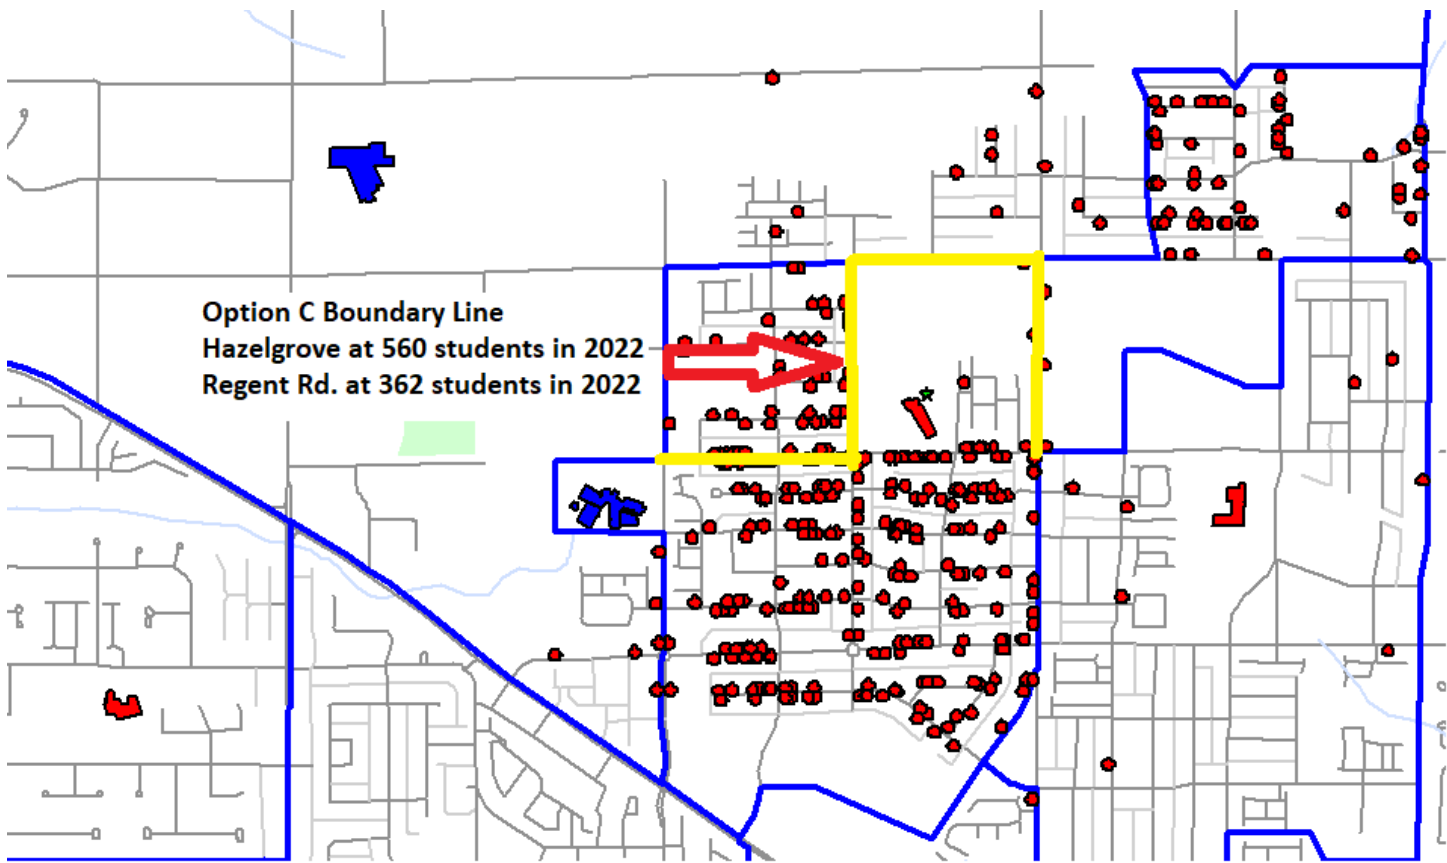 Option C Boundary Line
Hazelgrove at 560 students in 2022
Regent Rd. at 362 students in 2022